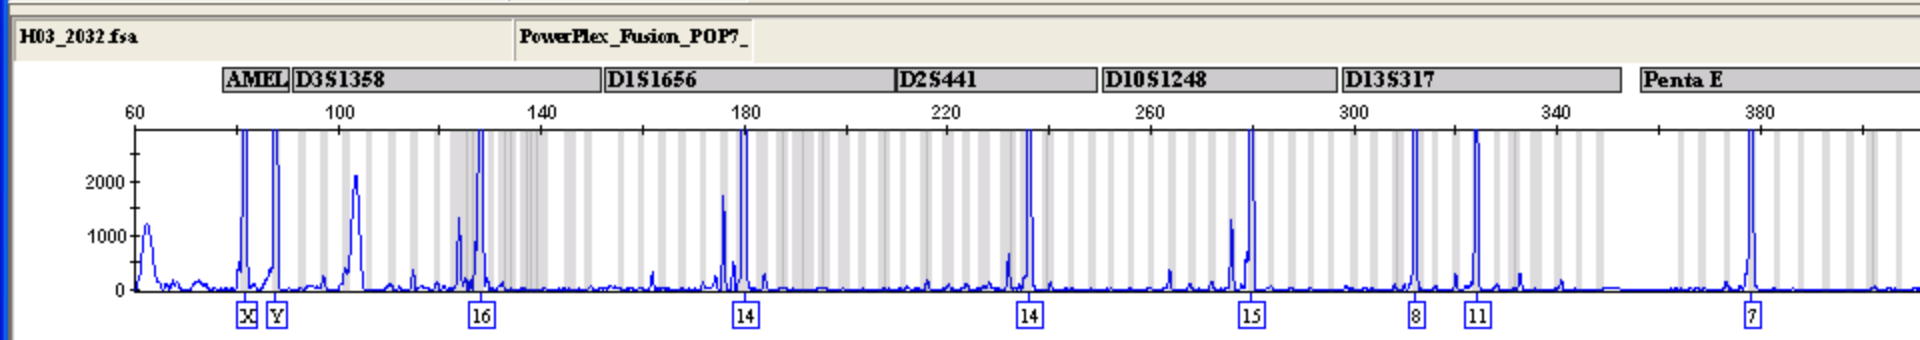 H03_2032.fsa PowerPlex_Fusion_POP7_
AMEL D3S1358 D1S1656 D2S441 D10S1248 D13S317 Penta E
60 100 140 180 220 260 300 340 380
2000
1000
0
X Y 16 14 14 15 8 11 7